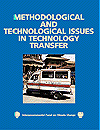 METHODOLOGICAL
AND
TECHNOLOGICAL ISSUES
IN TECHNOLOGY
TRANSFER
Intergovernmental Panel on Climate Change